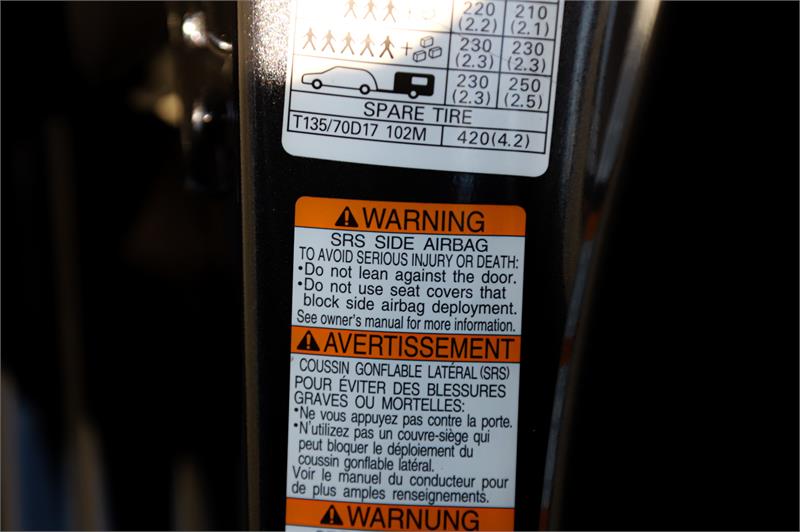 220 210
(2.2) (2.1)
+ 230 230
(2.3) (2.3)
230 250
(2.3) (2.5)
SPARE TIRE
T135/70D17 102M 420(4.2)
WARNING
SRS SIDE AIRBAG
TO AVOID SERIOUS INJURY OR DEATH:
•Do not lean against the door.
•Do not use seat covers that
block side airbag deployment.
See owner's manual for more information.
AVERTISSEMENT
COUSSIN GONFLABLE LATÉRAL (SRS)
POUR ÉVITER DES BLESSURES
GRAVES OU MORTELLES:
•Ne vous appuyez pas contre la porte.
•N'utilizez pas un couvre-siège qui
peut bloquer le déploiement du
coussin gonflable latéral.
Voir le manuel du conducteur pour
de plus amples renseignements.
WARNUNG